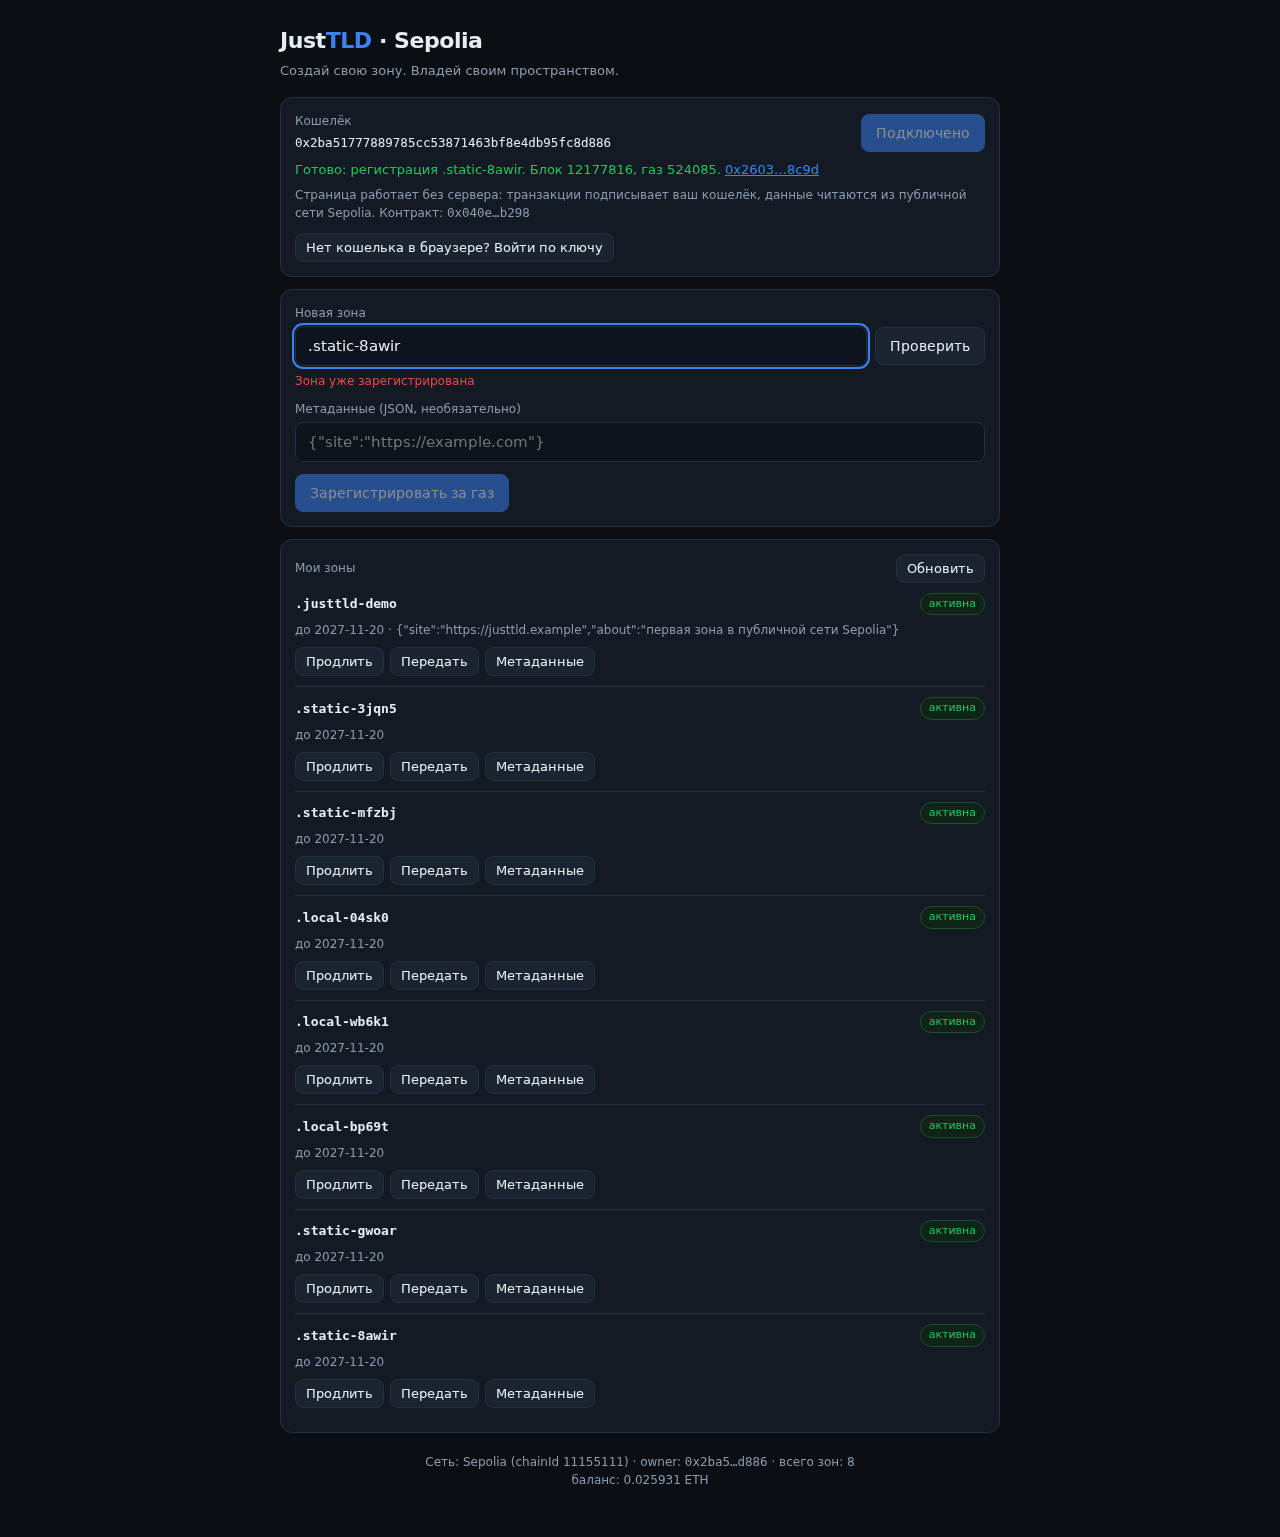 JustTLD · Sepolia
Создай свою зону. Владей своим пространством.
Кошелёк
0x2ba51777889785cc53871463bf8e4db95fc8d886
Подключено
Готово: регистрация .static-8awir. Блок 12177816, газ 524085. 0x2603…8c9d
Страница работает без сервера: транзакции подписывает ваш кошелёк, данные читаются из публичной
сети Sepolia. Контракт: 0x040e…b298
Нет кошелька в браузере? Войти по ключу
Новая зона
.static-8awir
Проверить
Зона уже зарегистрирована
Метаданные (JSON, необязательно)
{"site":"https://example.com"}
Зарегистрировать за газ
Мои зоны
Обновить
.justtld-demo
активна
до 2027-11-20 · {"site":"https://justtld.example","about":"первая зона в публичной сети Sepolia"}
Продлить Передать Метаданные
.static-3jqn5
активна
до 2027-11-20
Продлить Передать Метаданные
.static-mfzbj
активна
до 2027-11-20
Продлить Передать Метаданные
.local-04sk0
активна
до 2027-11-20
Продлить Передать Метаданные
.local-wb6k1
активна
до 2027-11-20
Продлить Передать Метаданные
.local-bp69t
активна
до 2027-11-20
Продлить Передать Метаданные
.static-gwoar
активна
до 2027-11-20
Продлить Передать Метаданные
.static-8awir
активна
до 2027-11-20
Продлить Передать Метаданные
Сеть: Sepolia (chainId 11155111) · owner: 0x2ba5…d886 · всего зон: 8
баланс: 0.025931 ETH